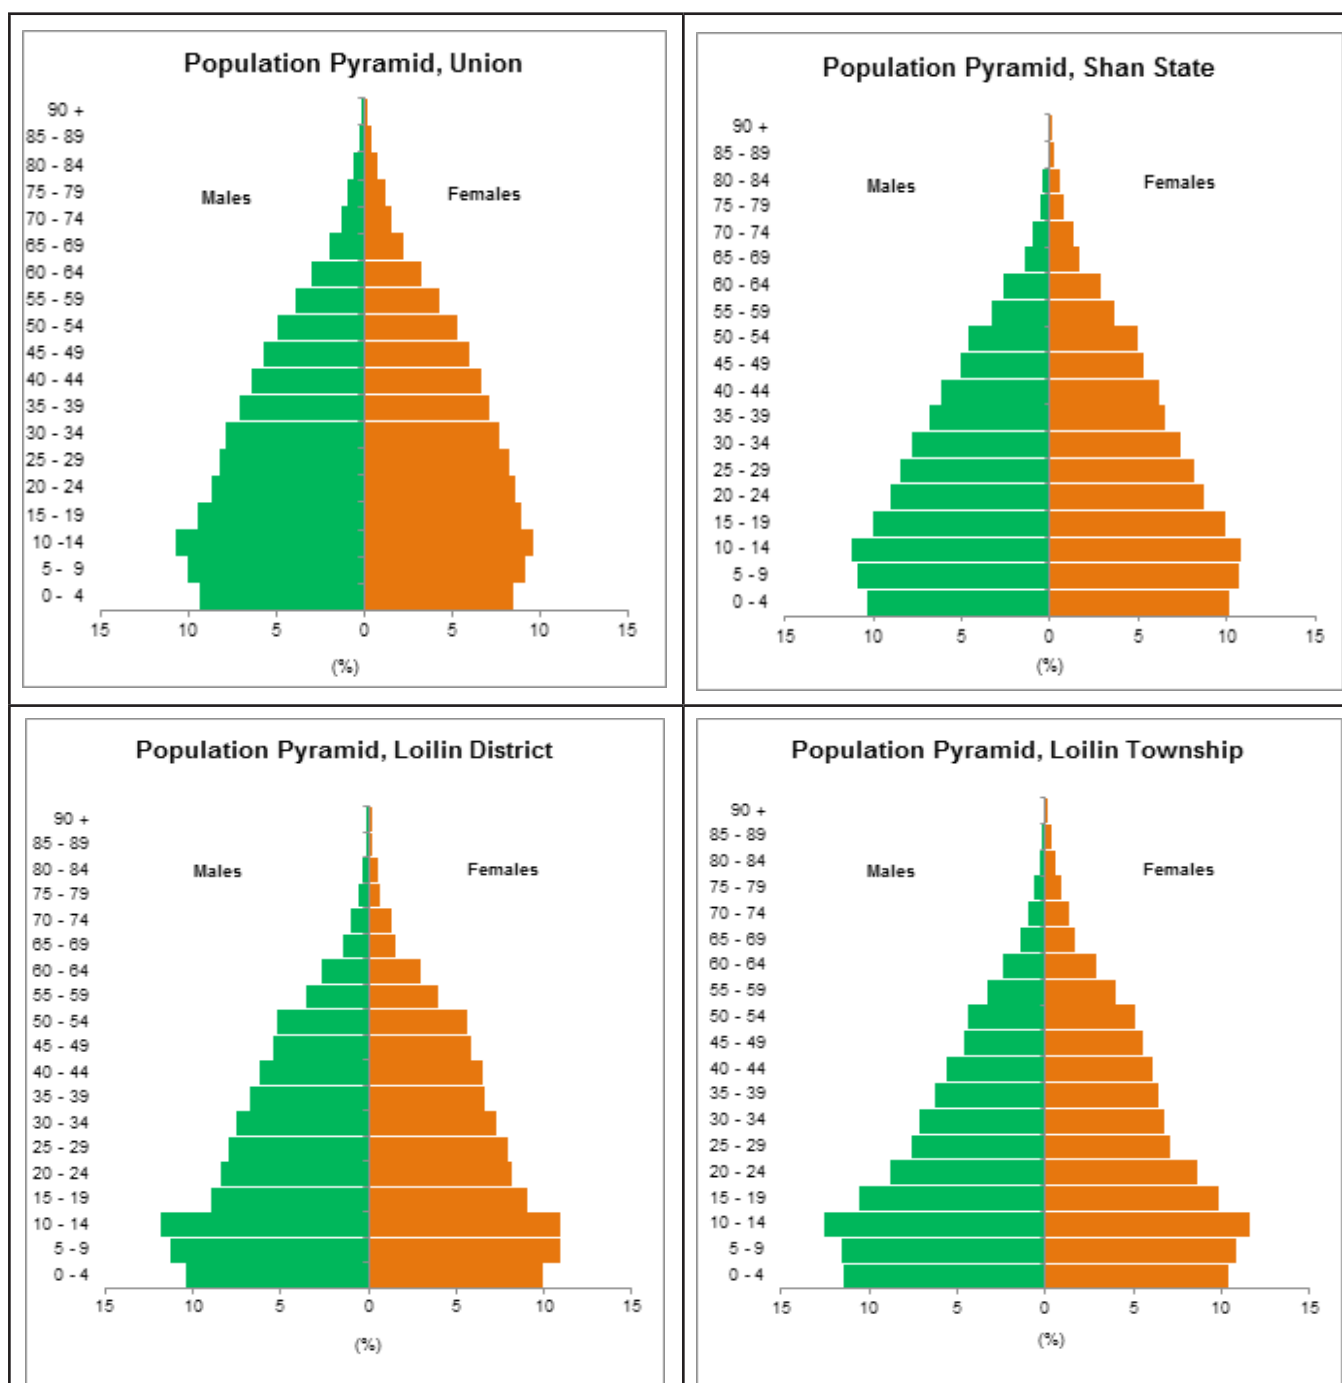 Population Pyramid, Union
90 +
85 - 89
80 - 84
75 - 79
70 - 74
65 - 69
60 - 64
55 - 59
50 - 54
45 - 49
40 - 44
35 - 39
30 - 34
25 - 29
20 - 24
15 - 19
10 -14
5 - 9
0 - 4
Males
Females
15 10 5 0 5 10 15
(%)
Population Pyramid, Shan State
90 +
85 - 89
80 - 84
75 - 79
70 - 74
65 - 69
60 - 64
55 - 59
50 - 54
45 - 49
40 - 44
35 - 39
30 - 34
25 - 29
20 - 24
15 - 19
10 - 14
5 - 9
0 - 4
Males
Females
15 10 5 0 5 10 15
(%)
Population Pyramid, Loilin District
90 +
85 - 89
80 - 84
75 - 79
70 - 74
65 - 69
60 - 64
55 - 59
50 - 54
45 - 49
40 - 44
35 - 39
30 - 34
25 - 29
20 - 24
15 - 19
10 - 14
5 - 9
0 - 4
Males
Females
15 10 5 0 5 10 15
(%)
Population Pyramid, Loilin Township
90 +
85 - 89
80 - 84
75 - 79
70 - 74
65 - 69
60 - 64
55 - 59
50 - 54
45 - 49
40 - 44
35 - 39
30 - 34
25 - 29
20 - 24
15 - 19
10 - 14
5 - 9
0 - 4
Males
Females
15 10 5 0 5 10 15
(%)